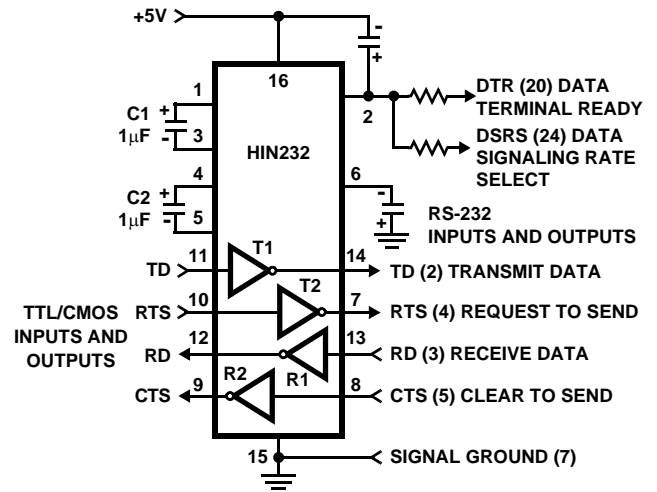 +5V
-
+
16
1
C1
+
1µF
-
3
HIN232
2
DTR (20) DATA
TERMINAL READY
DSRS (24) DATA
SIGNALING RATE
SELECT
4
C2
+
1µF
-
5
6
-
+
RS-232
INPUTS AND OUTPUTS
TD
11
T1
14
TD (2) TRANSMIT DATA
TTL/CMOS
INPUTS AND
OUTPUTS
RTS
10
T2
7
RTS (4) REQUEST TO SEND
RD
12
R1
13
RD (3) RECEIVE DATA
CTS
9
R2
8
CTS (5) CLEAR TO SEND
15
SIGNAL GROUND (7)